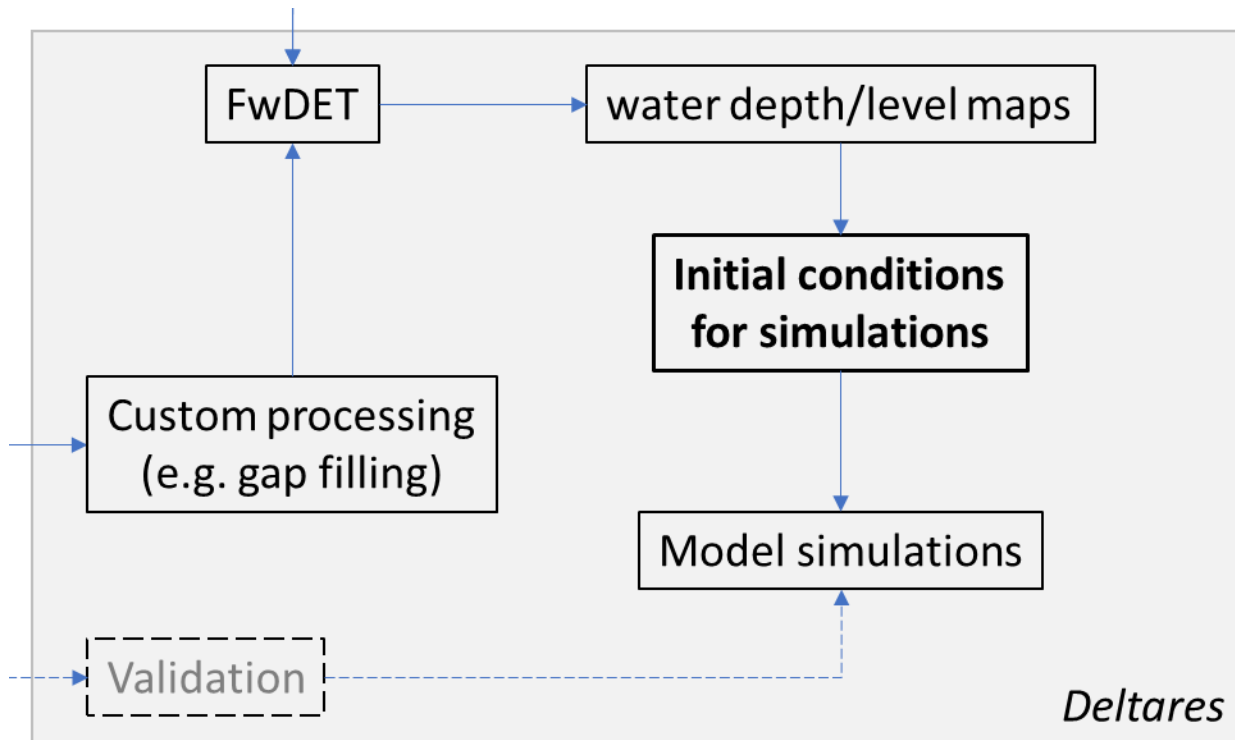 FwDET
water depth/level maps
Initial conditions
for simulations
Custom processing
(e.g. gap filling)
Model simulations
Validation
Deltares